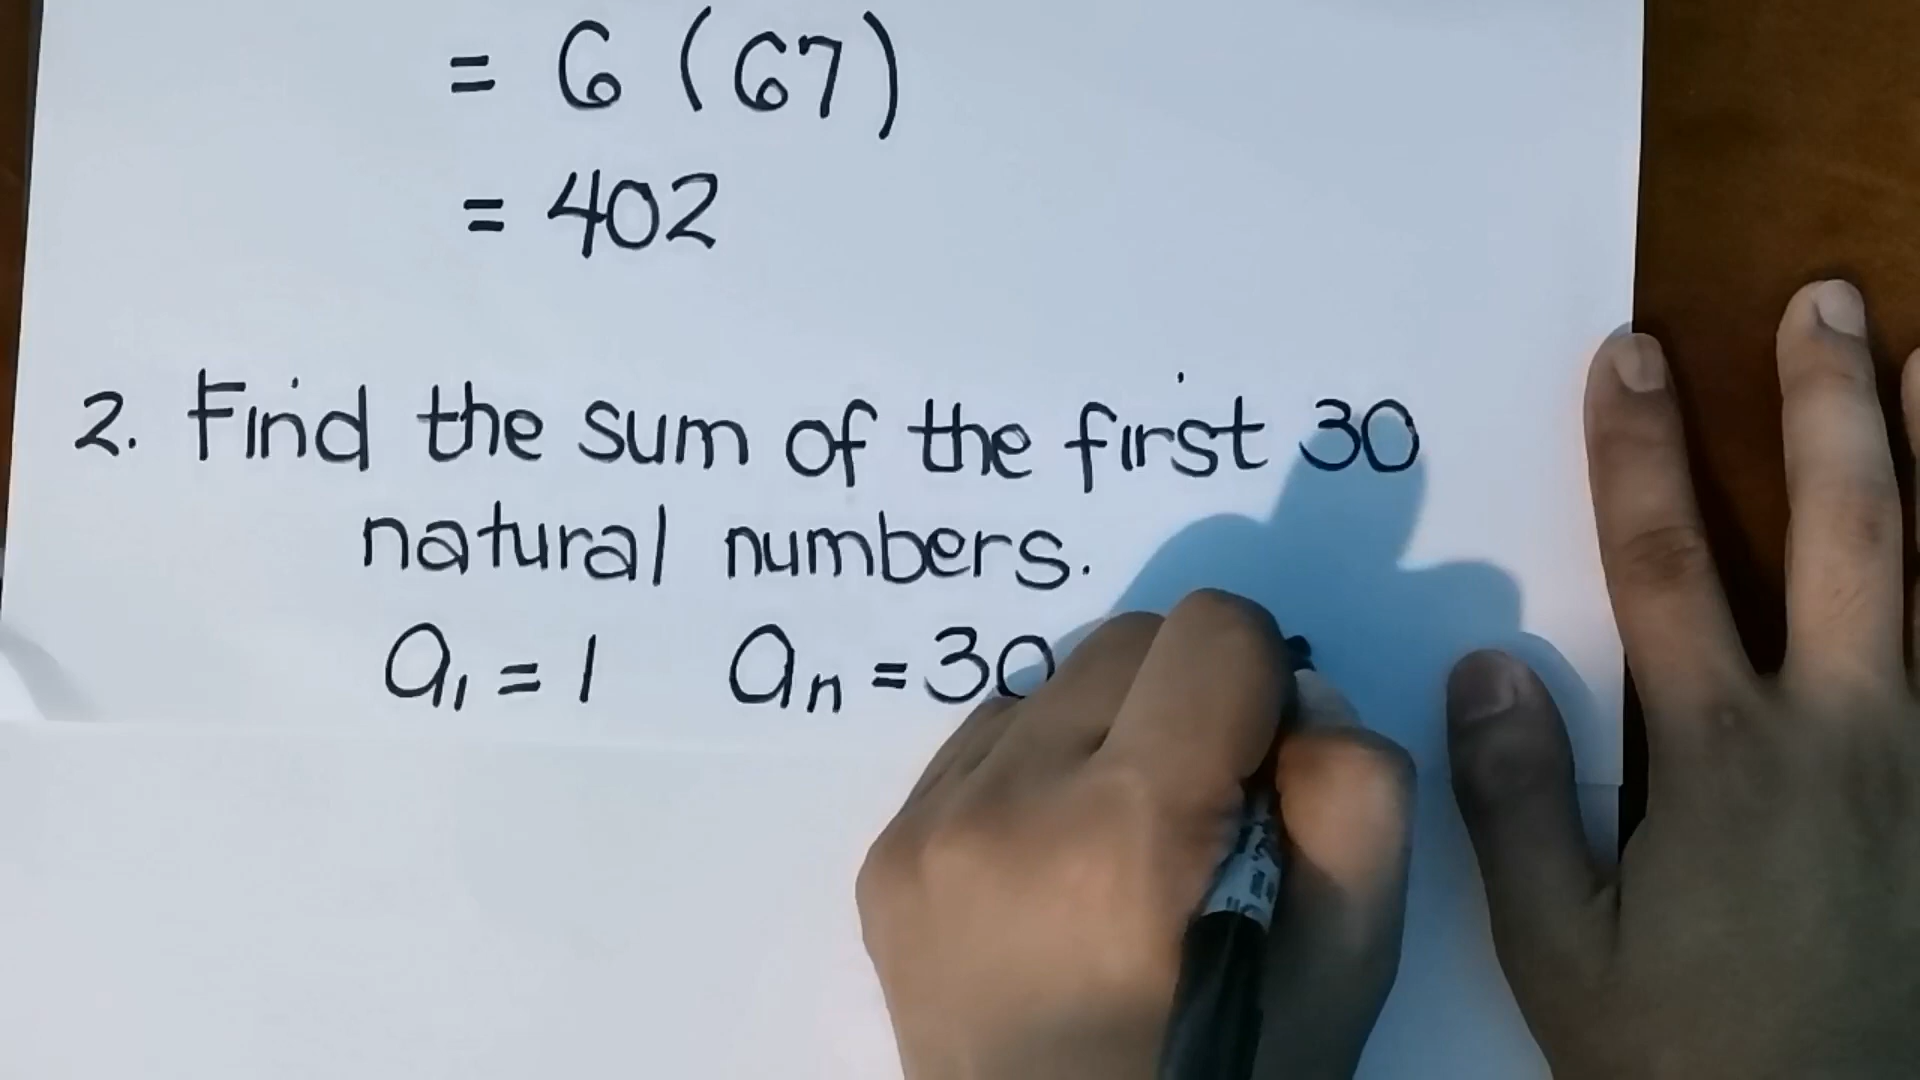 = 6 (67)
= 402
2. Find the sum of the first 30
natural numbers.
a₁ = 1 aₙ = 30